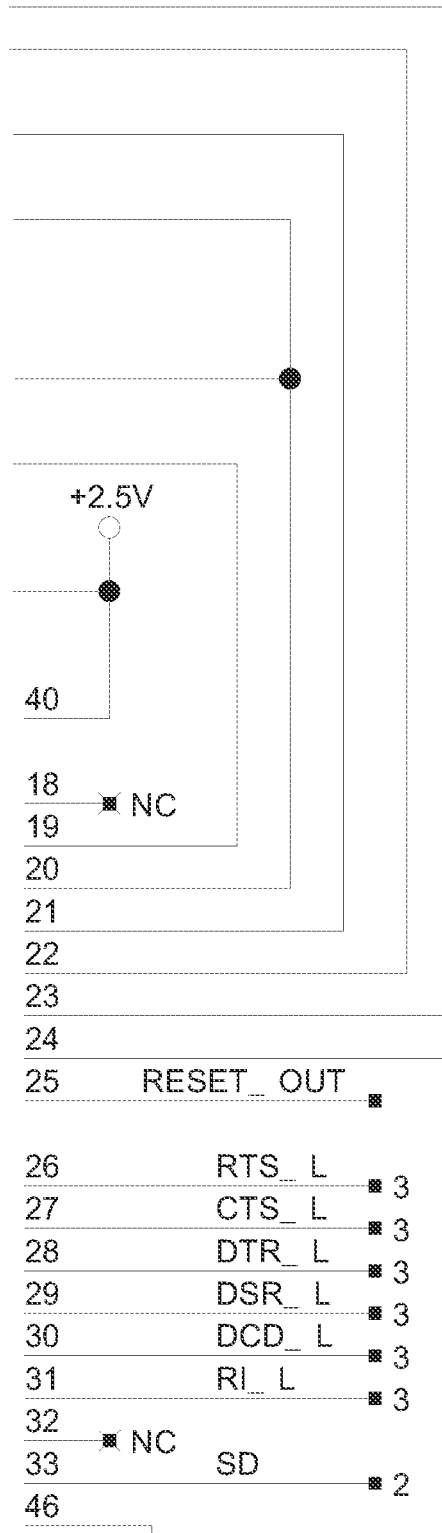 +2.5V
40
18 NC
19
20
21
22
23
24
25 RESET_ OUT
26 RTS_ L 3
27 CTS_ L 3
28 DTR_ L 3
29 DSR_ L 3
30 DCD_ L 3
31 RI_ L 3
32 NC
33 SD 2
46